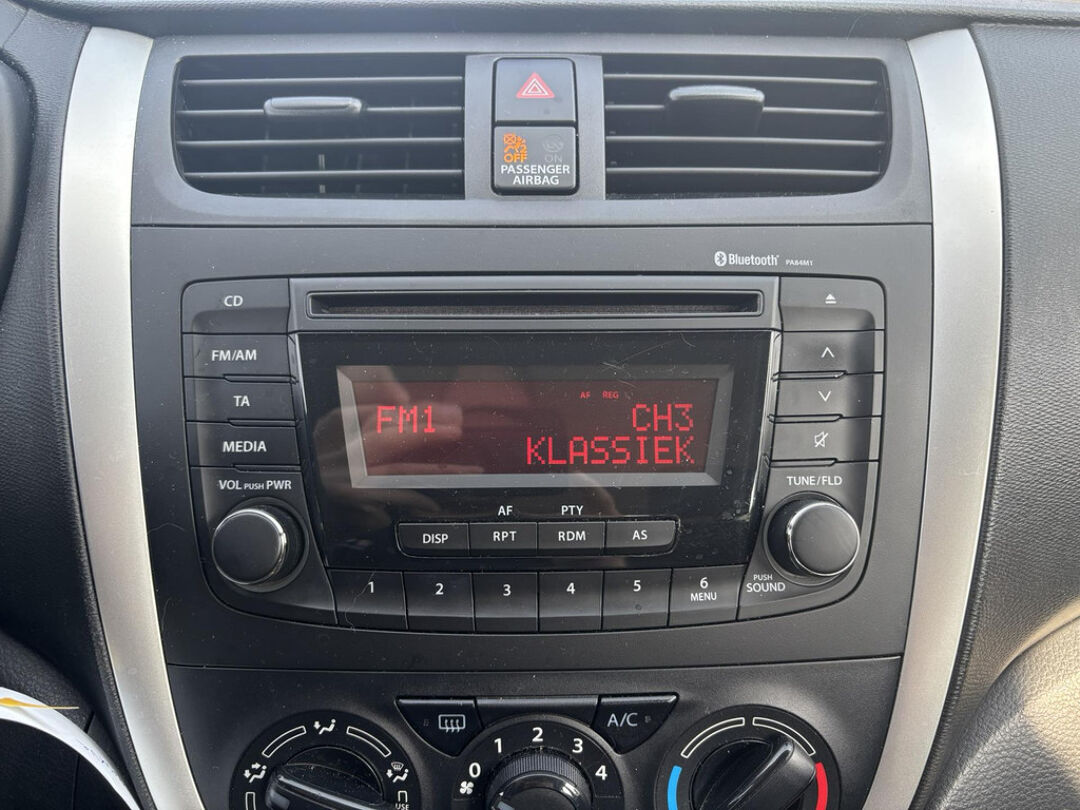 OFF ON
PASSENGER
AIRBAG
Bluetooth PA84M1
CD
FM/AM
TA
MEDIA
VOL PUSH PWR
AF REG
FM1 CH3
KLASSIEK
TUNE/FLD
AF PTY
DISP RPT RDM AS
1 2 3 4 5 6
MENU
PUSH
SOUND
A/C
0 1 2 3 4
USE